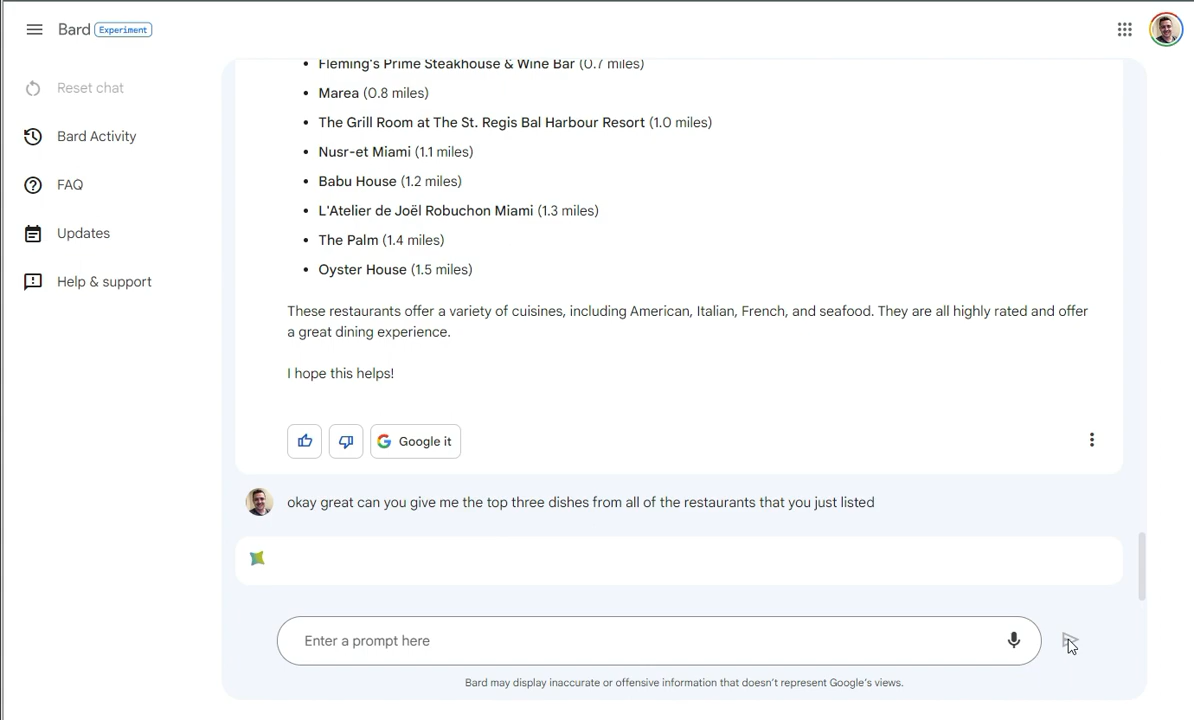 Bard Experiment
Reset chat
Bard Activity
FAQ
Updates
Help & support
• Fleming's Prime Steakhouse & Wine Bar (0.7 miles)
• Marea (0.8 miles)
• The Grill Room at The St. Regis Bal Harbour Resort (1.0 miles)
• Nusr-et Miami (1.1 miles)
• Babu House (1.2 miles)
• L'Atelier de Joël Robuchon Miami (1.3 miles)
• The Palm (1.4 miles)
• Oyster House (1.5 miles)
These restaurants offer a variety of cuisines, including American, Italian, French, and seafood. They are all highly rated and offer
a great dining experience.
I hope this helps!
Google it
okay great can you give me the top three dishes from all of the restaurants that you just listed
Enter a prompt here
Bard may display inaccurate or offensive information that doesn't represent Google's views.